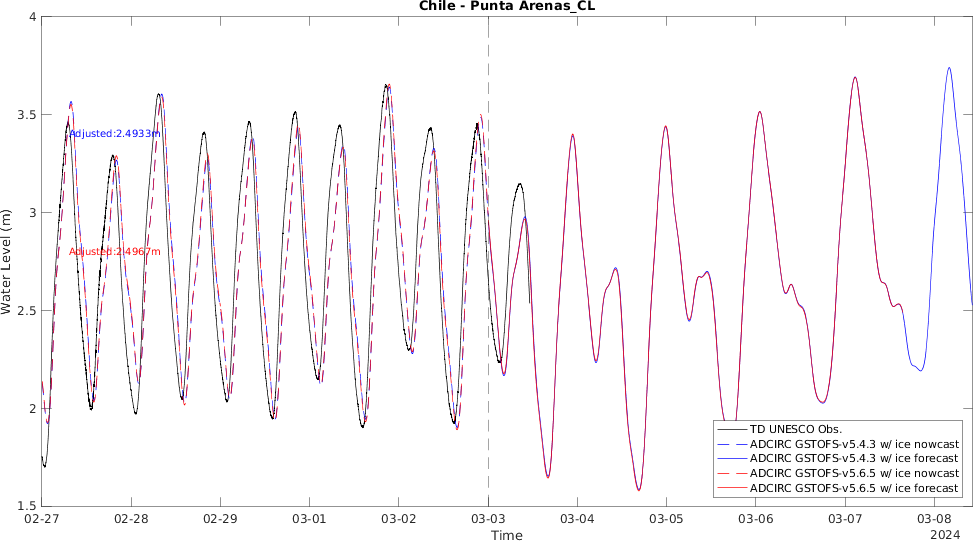 Chile - Punta Arenas_CL
4
3.5
3
2.5
2
1.5
Water Level (m)
Adjusted:2.4933m
Adjusted:2.4967m
TD UNESCO Obs.
ADCIRC GSTOFS-v5.4.3 w/ ice nowcast
ADCIRC GSTOFS-v5.4.3 w/ ice forecast
ADCIRC GSTOFS-v5.6.5 w/ ice nowcast
ADCIRC GSTOFS-v5.6.5 w/ ice forecast
02-27 02-28 02-29 03-01 03-02 03-03 03-04 03-05 03-06 03-07 03-08
Time
2024